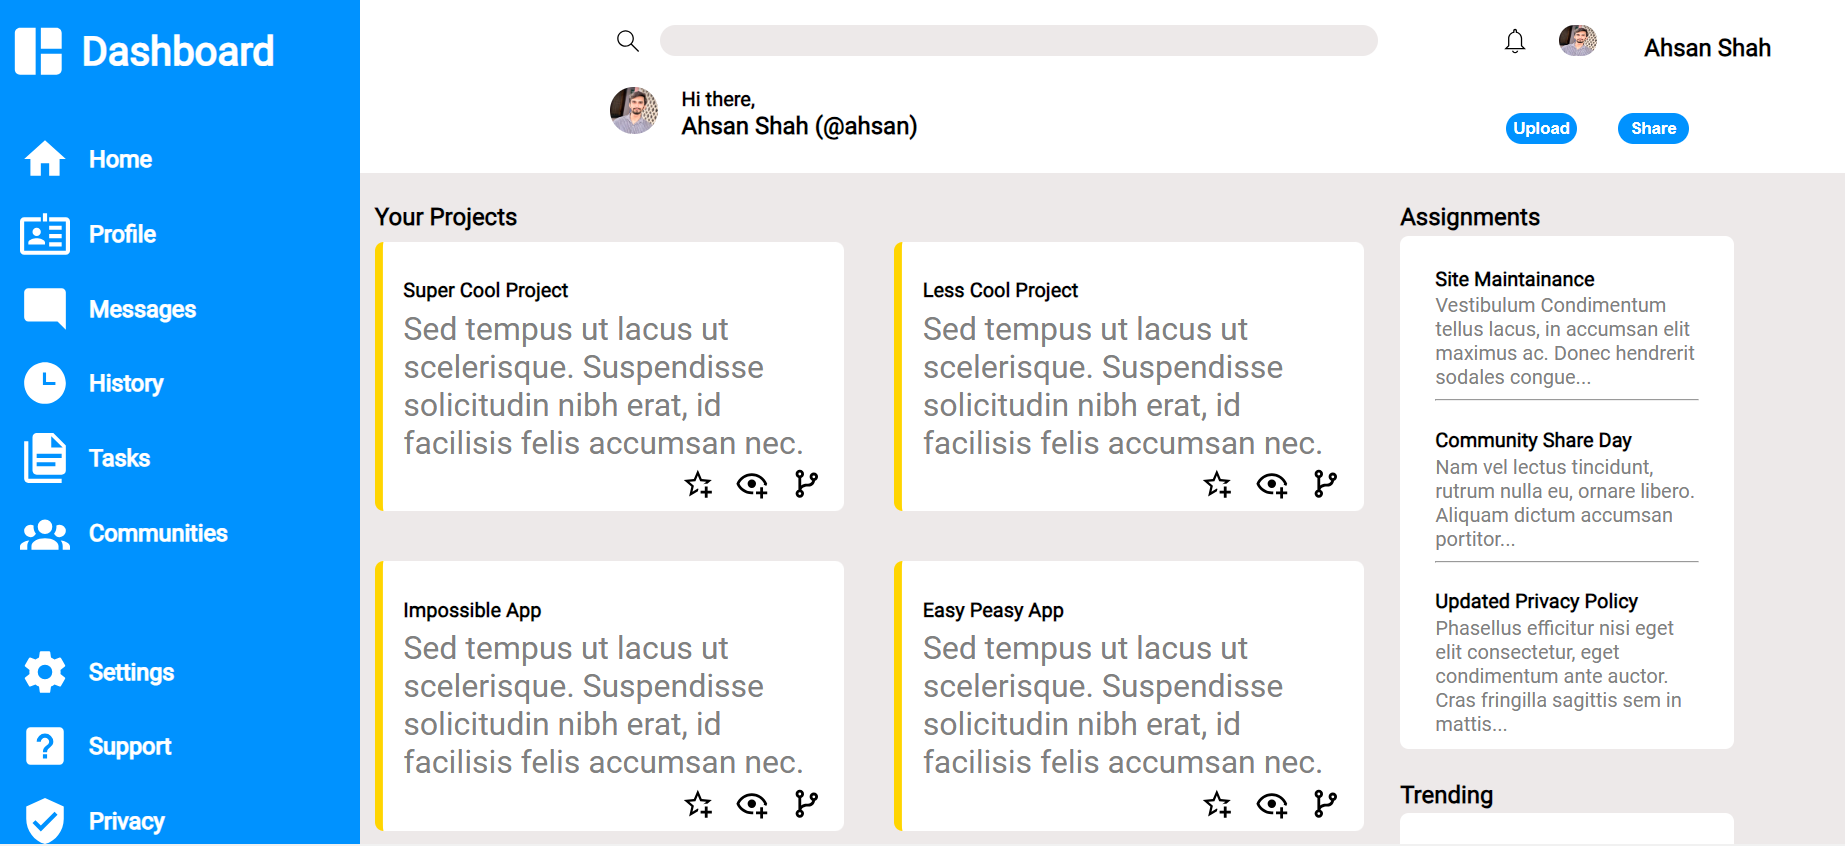 Dashboard
Home
Profile
Messages
History
Tasks
Communities
Settings
Support
Privacy
Ahsan Shah
Hi there,
Ahsan Shah (@ahsan)
Upload
Share
Your Projects
Super Cool Project
Sed tempus ut lacus ut
scelerisque. Suspendisse
solicitudin nibh erat, id
facilisis felis accumsan nec.
Less Cool Project
Sed tempus ut lacus ut
scelerisque. Suspendisse
solicitudin nibh erat, id
facilisis felis accumsan nec.
Impossible App
Sed tempus ut lacus ut
scelerisque. Suspendisse
solicitudin nibh erat, id
facilisis felis accumsan nec.
Easy Peasy App
Sed tempus ut lacus ut
scelerisque. Suspendisse
solicitudin nibh erat, id
facilisis felis accumsan nec.
Assignments
Site Maintainance
Vestibulum Condimentum
tellus lacus, in accumsan elit
maximus ac. Donec hendrerit
sodales congue...
Community Share Day
Nam vel lectus tincidunt,
rutrum nulla eu, ornare libero.
Aliquam dictum accumsan
portitor...
Updated Privacy Policy
Phasellus efficitur nisi eget
elit consectetur, eget
condimentum ante auctor.
Cras fringilla sagittis sem in
mattis...
Trending